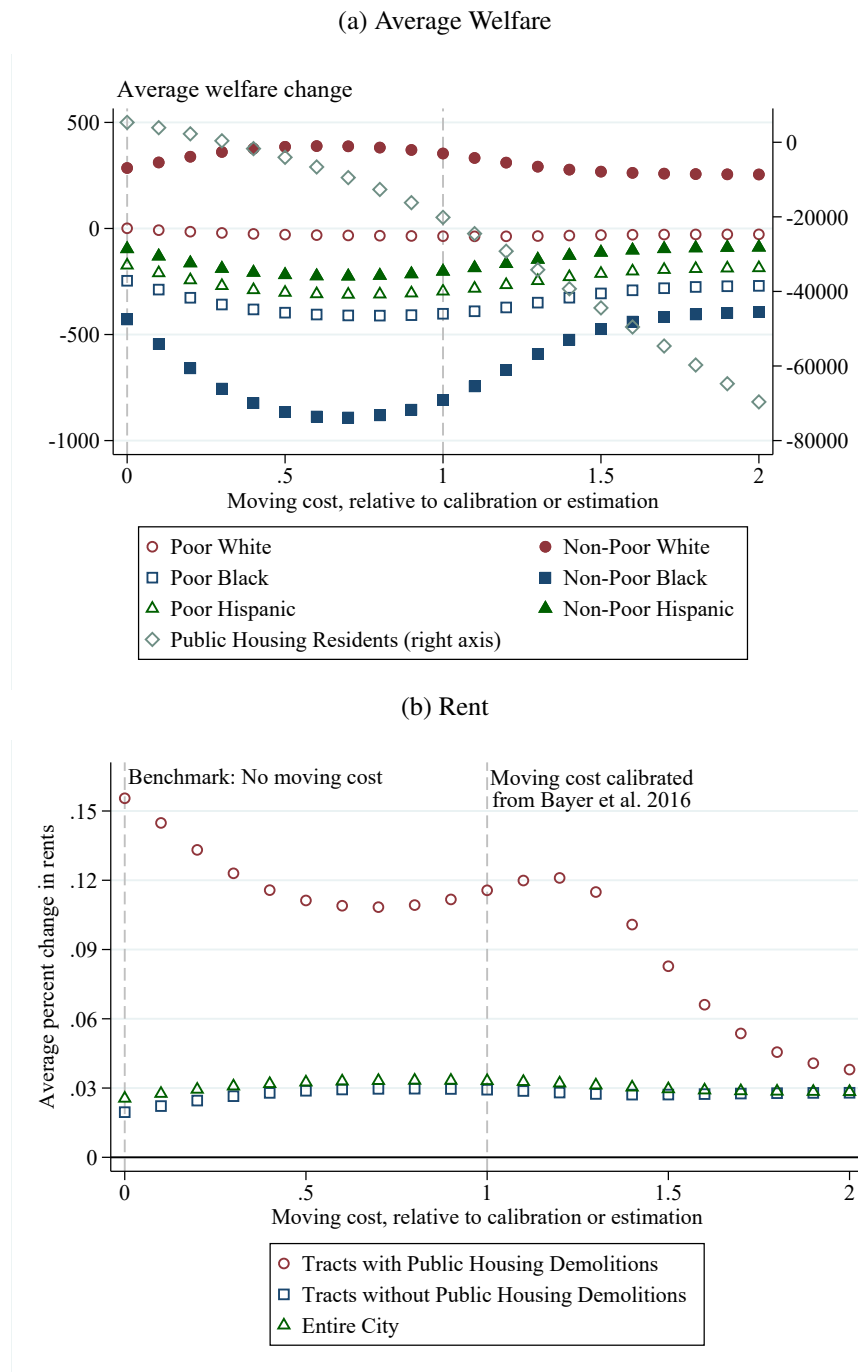 (a) Average Welfare
Average welfare change
500
0
-500
-1000
0
-20000
-40000
-60000
-80000
0
.5
1
1.5
2
Moving cost, relative to calibration or estimation
Poor White
Non-Poor White
Poor Black
Non-Poor Black
Poor Hispanic
Non-Poor Hispanic
Public Housing Residents (right axis)
(b) Rent
Benchmark: No moving cost
Moving cost calibrated
from Bayer et al. 2016
Average percent change in rents
.15
.12
.09
.06
.03
0
0
.5
1
1.5
2
Moving cost, relative to calibration or estimation
Tracts with Public Housing Demolitions
Tracts without Public Housing Demolitions
Entire City